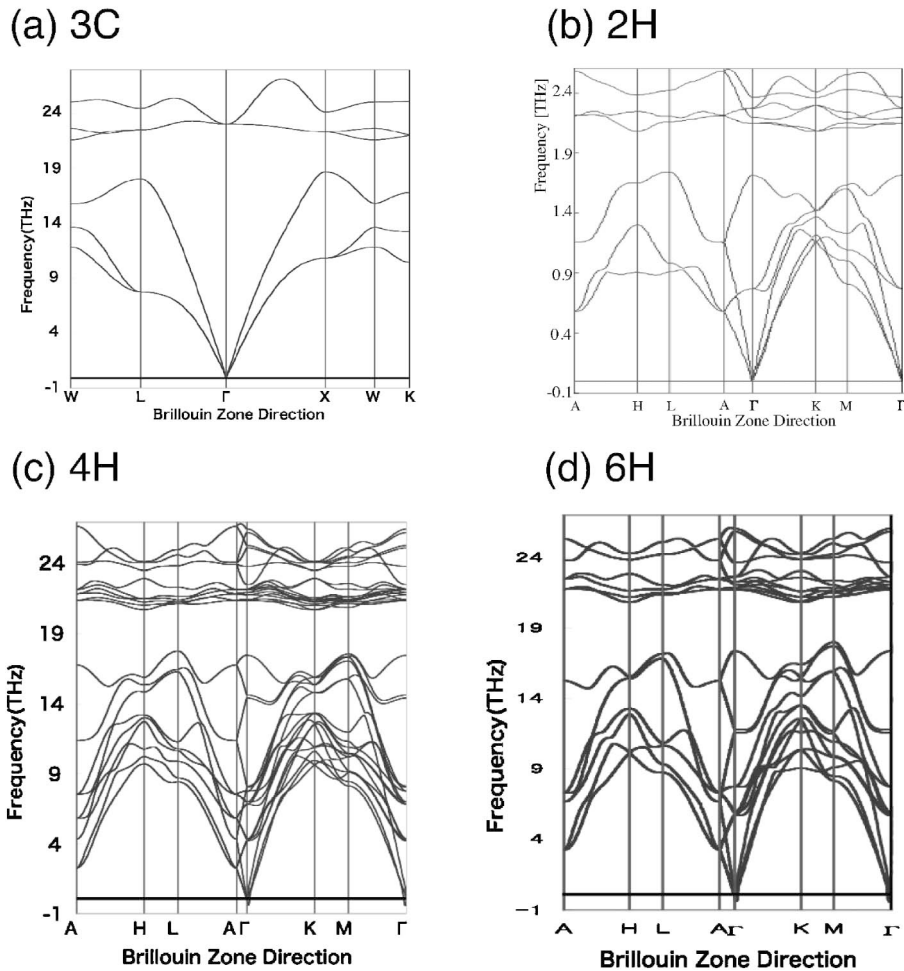 (a) 3C
24
19
14
9
4
-1
Frequency(THz)
W L Γ X W K
Brillouin Zone Direction
(b) 2H
2.4
1.9
1.4
0.9
0.4
-0.1
Frequency [THz]
A H L A Γ K M Γ
Brillouin Zone Direction
(c) 4H
24
19
14
9
4
-1
Frequency(THz)
A H L A Γ K M Γ
Brillouin Zone Direction
(d) 6H
24
19
14
9
4
-1
Frequency(THz)
A H L A Γ K M Γ
Brillouin Zone Direction